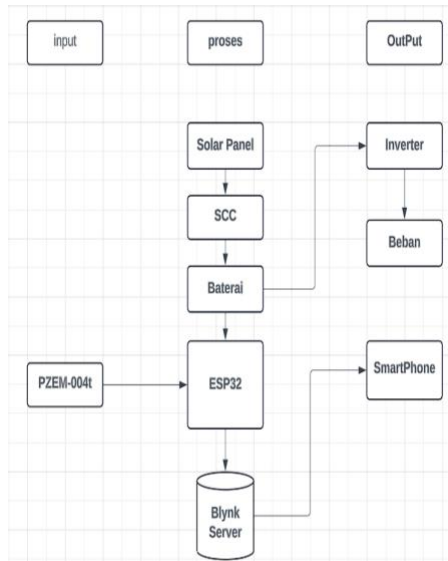 input
proses
OutPut
Solar Panel
Inverter
SCC
Beban
Baterai
PZEM-004t
ESP32
SmartPhone
Blynk
Server